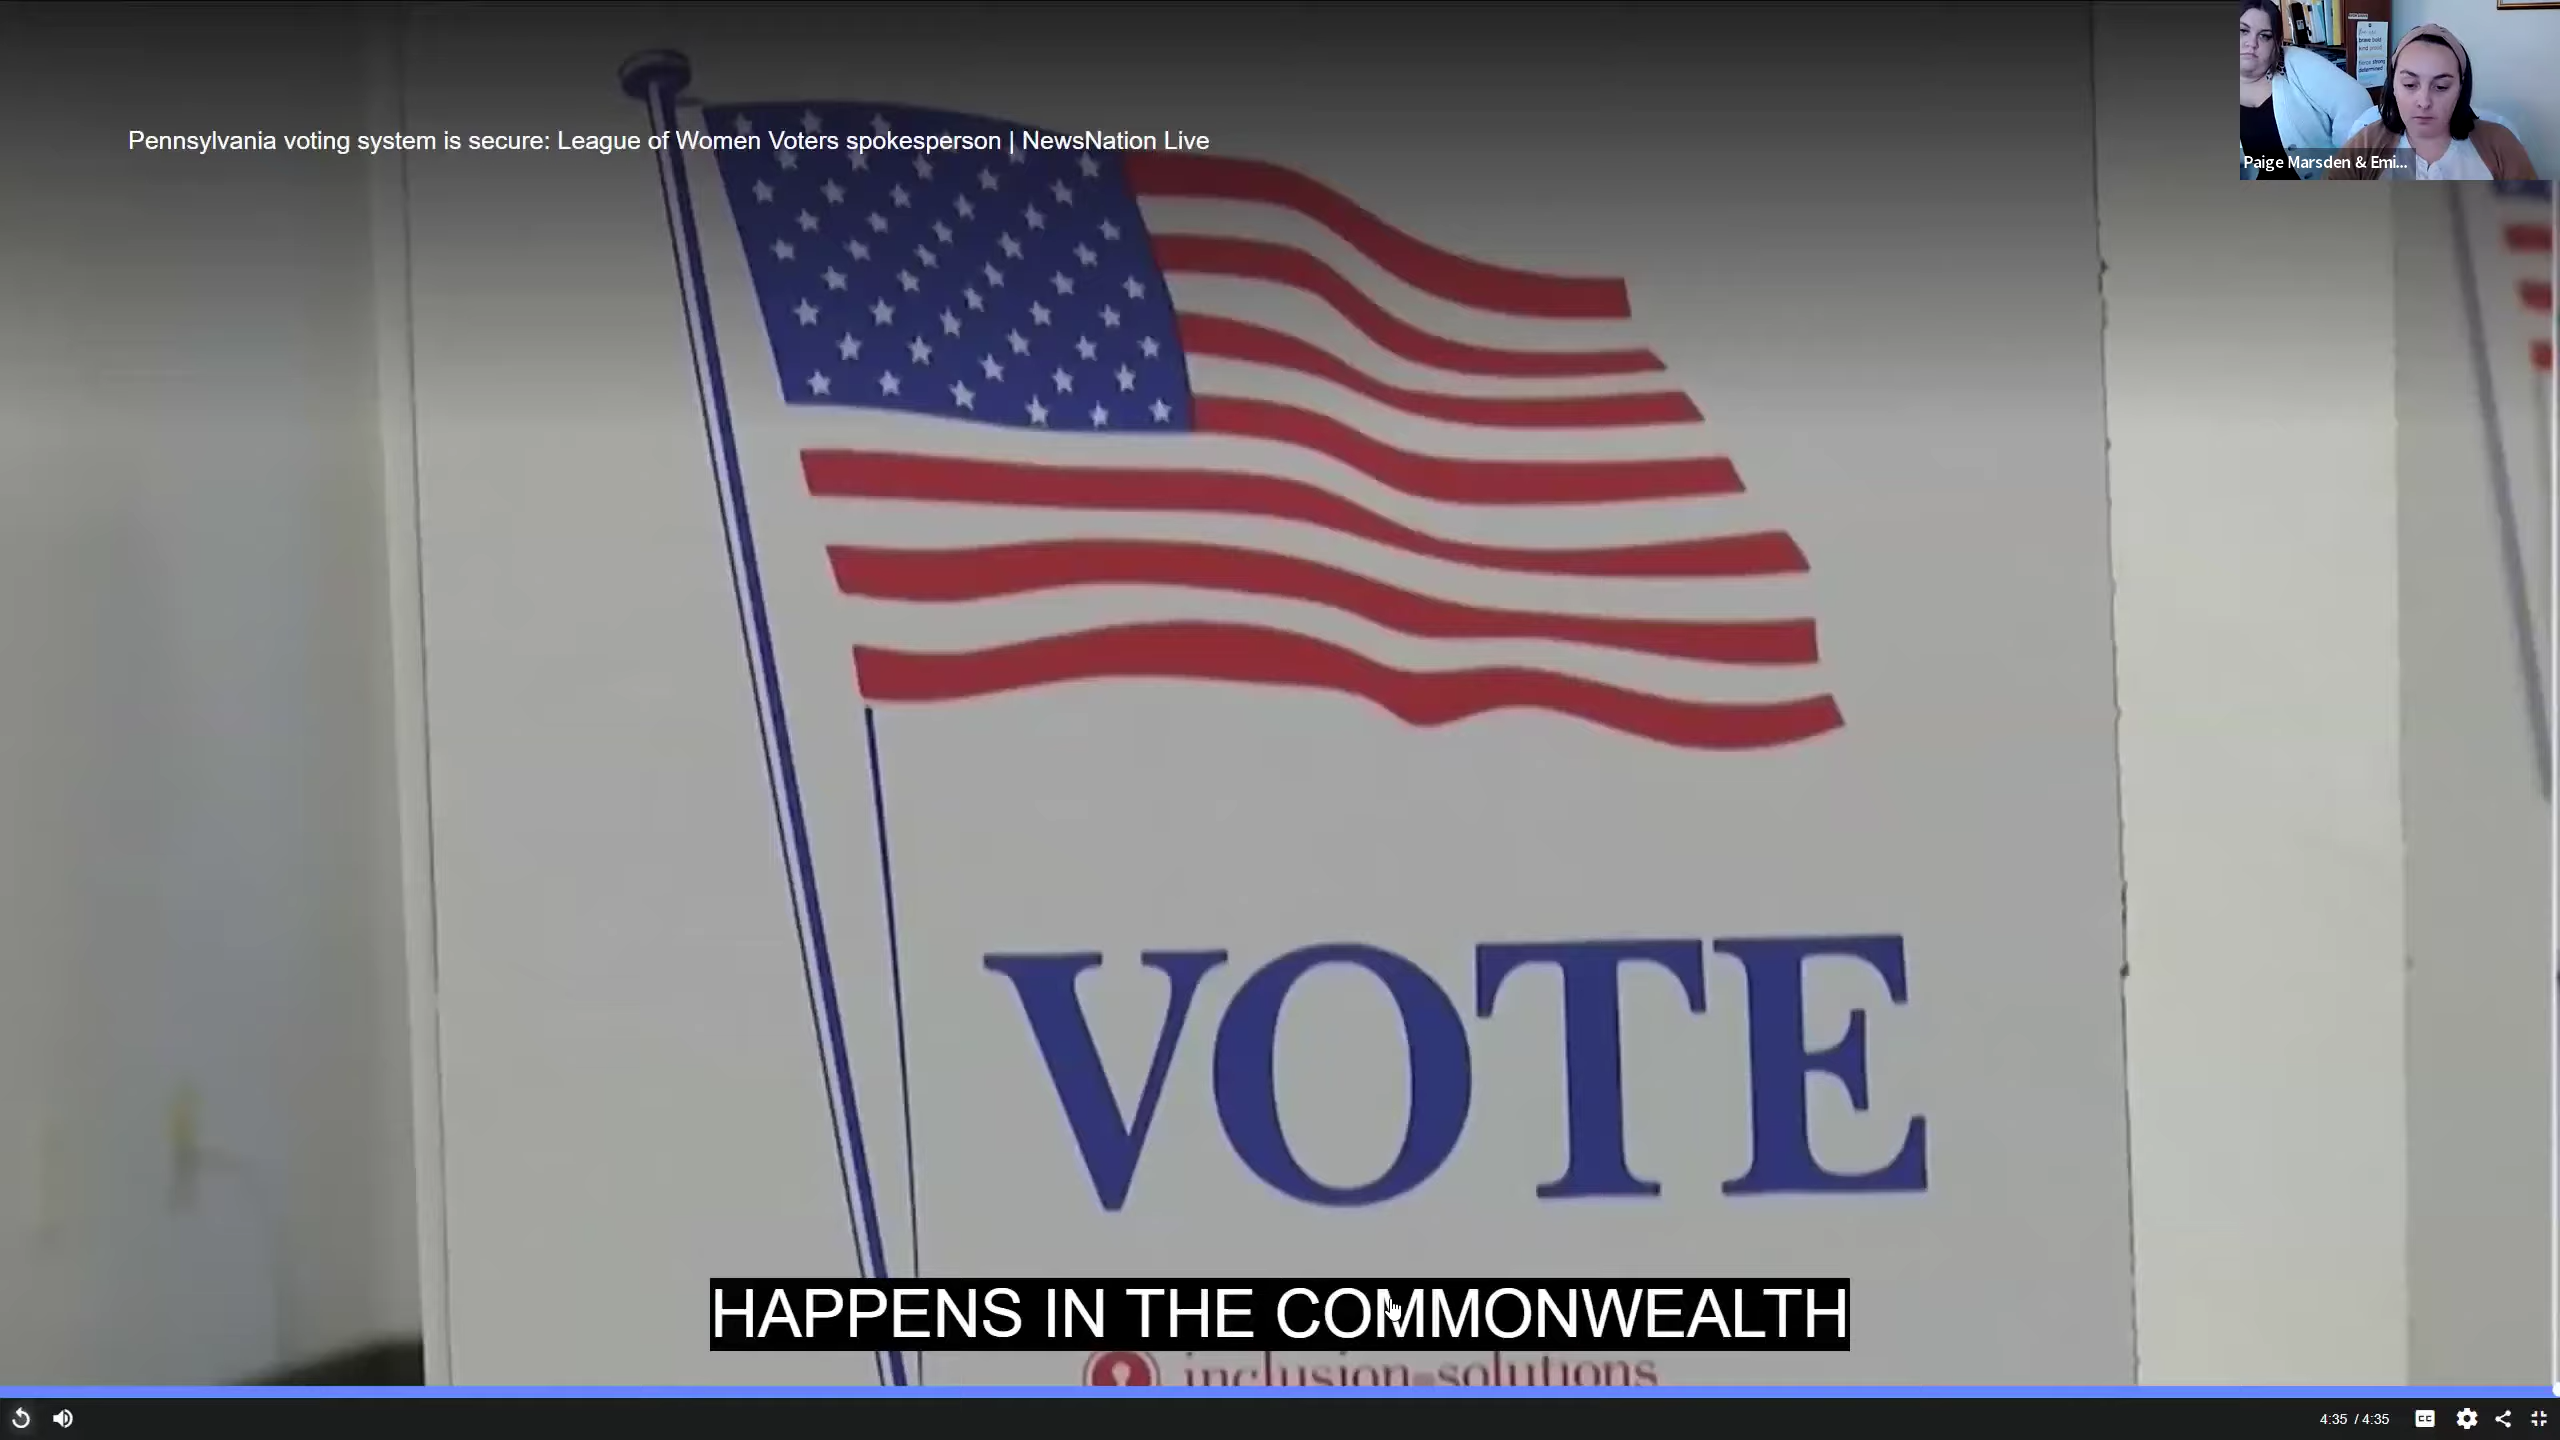 Pennsylvania voting system is secure: League of Women Voters spokesperson | NewsNation Live
Paige Marsden & Emi...
VOTE
HAPPENS IN THE COMMONWEALTH
inclusion solutions
4:35 / 4:35
CC